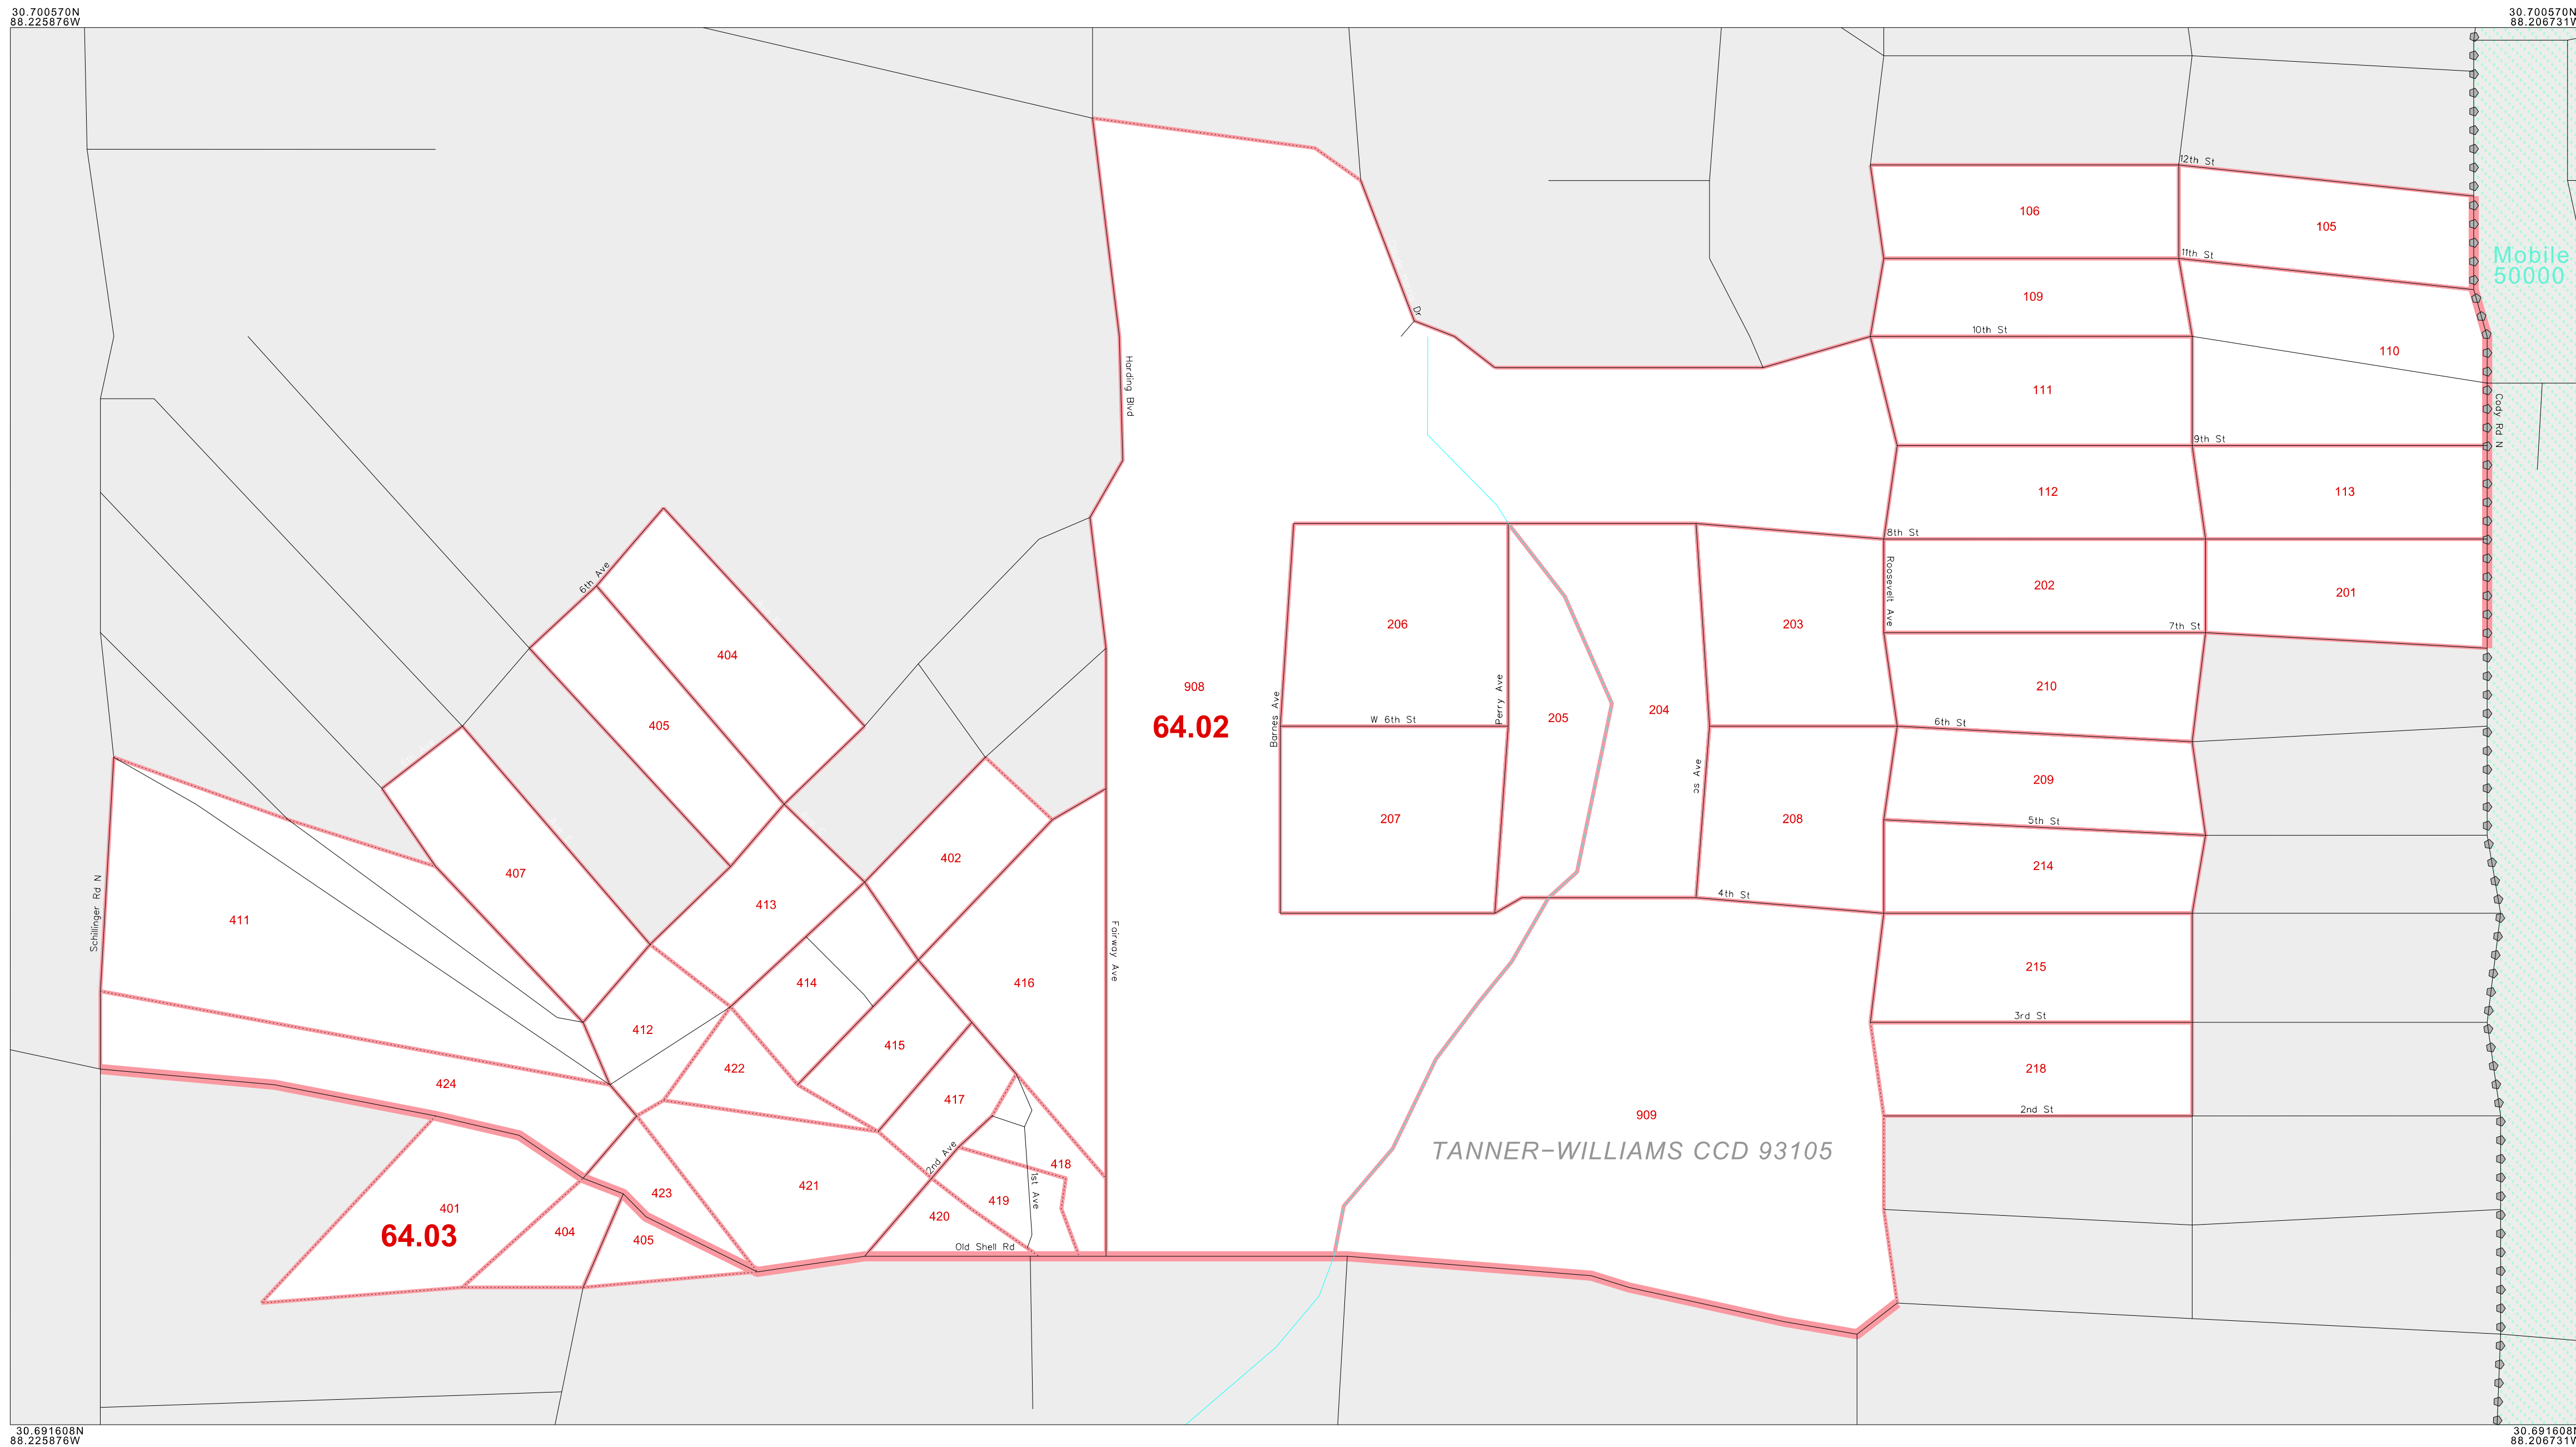 30.700570N
88.225876W
30.700570N
88.206731W
12th St
106
105
11th St
Mobile
50000
109
Dr
10th St
110
Harding Blvd
111
Cody Rd N
9th St
112
113
8th St
Roosevelt Ave
202
201
6th Ave
206
203
7th St
404
908
64.02
Barnes Ave
W 6th St
Perry Ave
205
204
210
405
6th St
sc Ave
209
207
208
5th St
402
407
214
413
4th St
Schillinger Rd N
411
Fairway Ave
414
416
215
412
415
3rd St
422
218
424
417
909
2nd St
TANNER-WILLIAMS CCD 93105
2nd Ave
418
421
1st Ave
423
419
401
64.03
420
404
405
Old Shell Rd
30.691608N
88.225876W
30.691608N
88.206731W